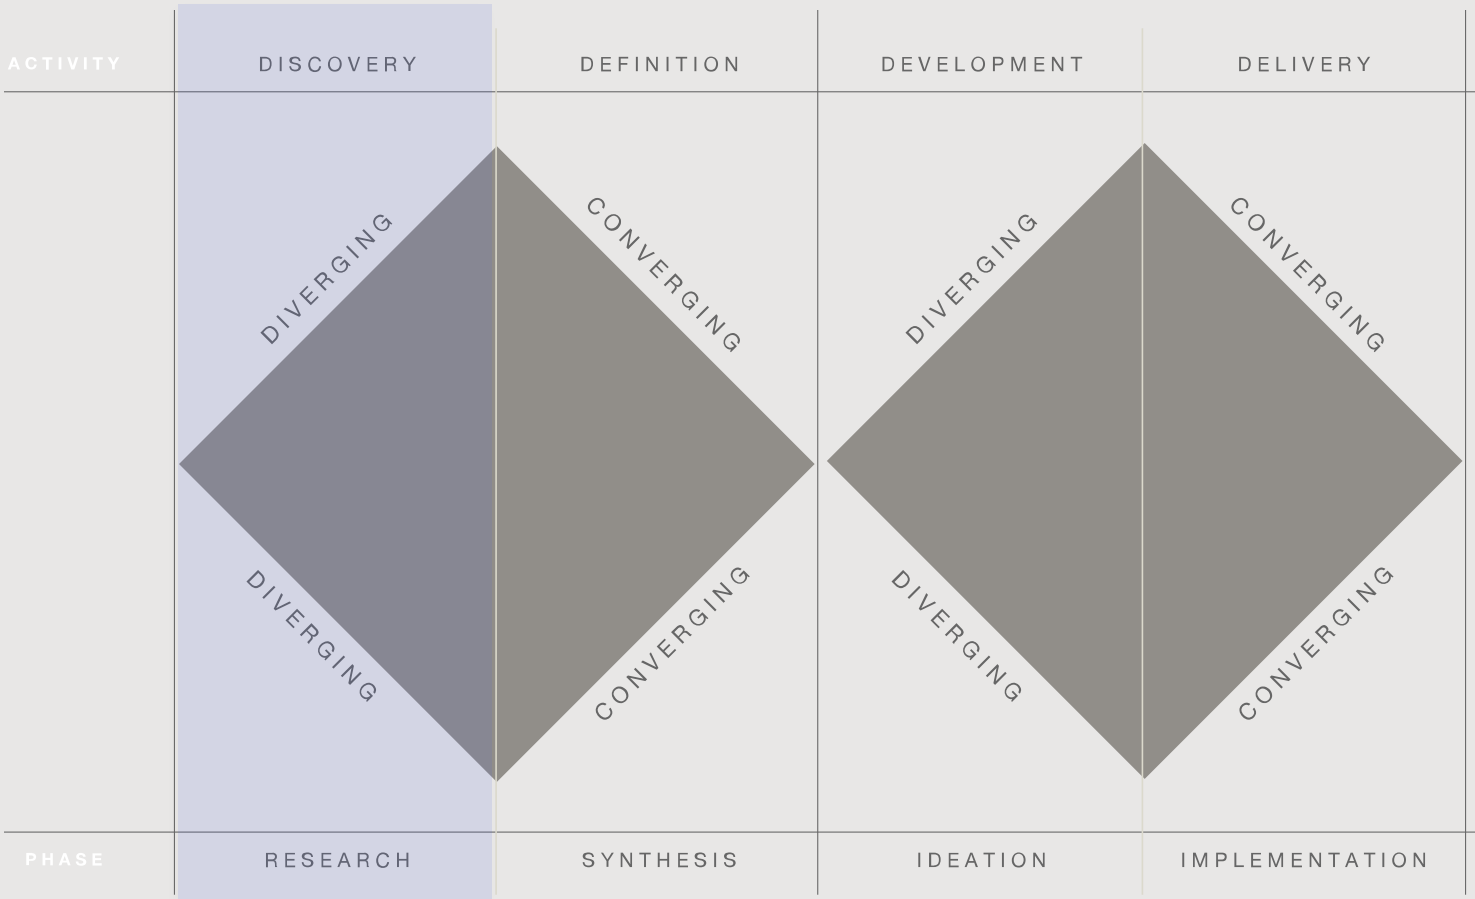 ACTIVITY
DISCOVERY
DEFINITION
DEVELOPMENT
DELIVERY
DIVERGING
CONVERGING
DIVERGING
CONVERGING
DIVERGING
CONVERGING
DIVERGING
CONVERGING
PHASE
RESEARCH
SYNTHESIS
IDEATION
IMPLEMENTATION